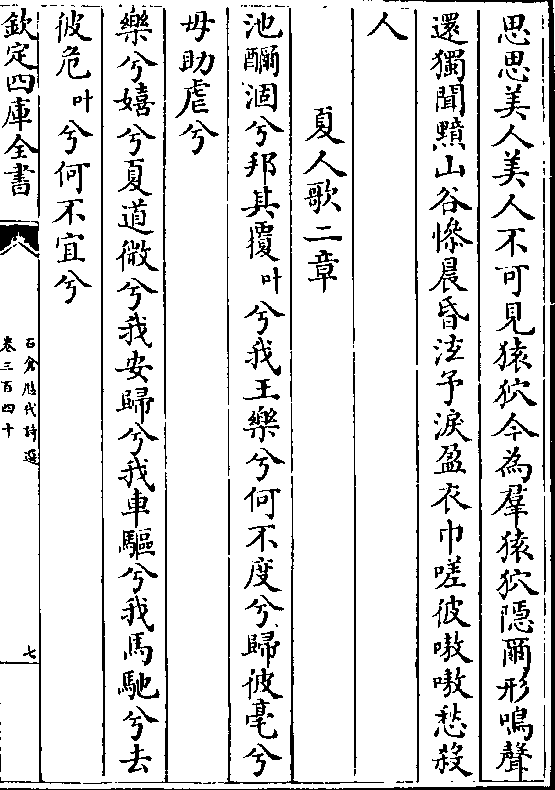 思思美人美人不可見猿狖今為羣猿狖隠爾形鳴聲
還獨聞黯山谷慘晨昏泫予淚盈衣巾嗟彼嗷嗷愁殺
人
夏人歌二章
池酾涸兮邦其覆叶兮我王樂兮何不度兮歸彼亳兮
毋助虐兮
樂兮嬉兮夏道微兮我安歸兮我車驅兮我馬馳兮去
彼危叶兮何不宜兮
欽定四庫全書
石倉歷代詩選
卷三百四十
七